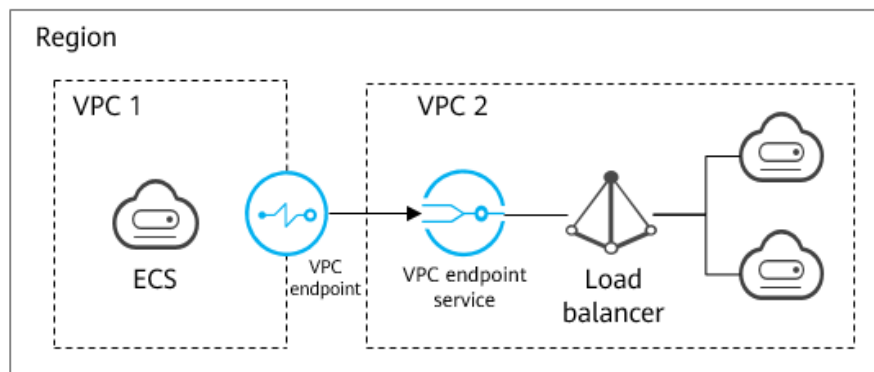 Region
VPC 1
VPC 2
ECS
VPC
endpoint
VPC endpoint
service
Load
balancer